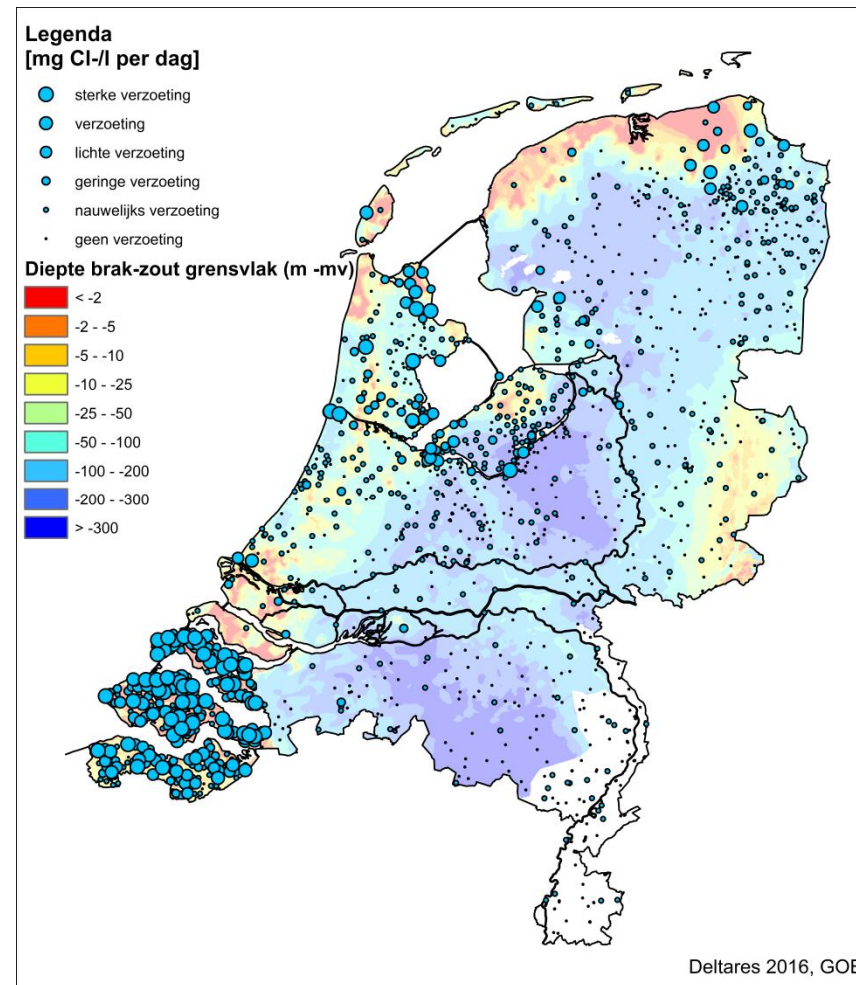 Legenda
[mg Cl-/l per dag]
sterke verzoeting
verzoeting
lichte verzoeting
geringe verzoeting
nauwelijks verzoeting
geen verzoeting
Diepte brak-zout grensvlak (m -mv)
< -2
-2 - -5
-5 - -10
-10 - -25
-25 - -50
-50 - -100
-100 - -200
-200 - -300
> -300
Deltares 2016, GOE